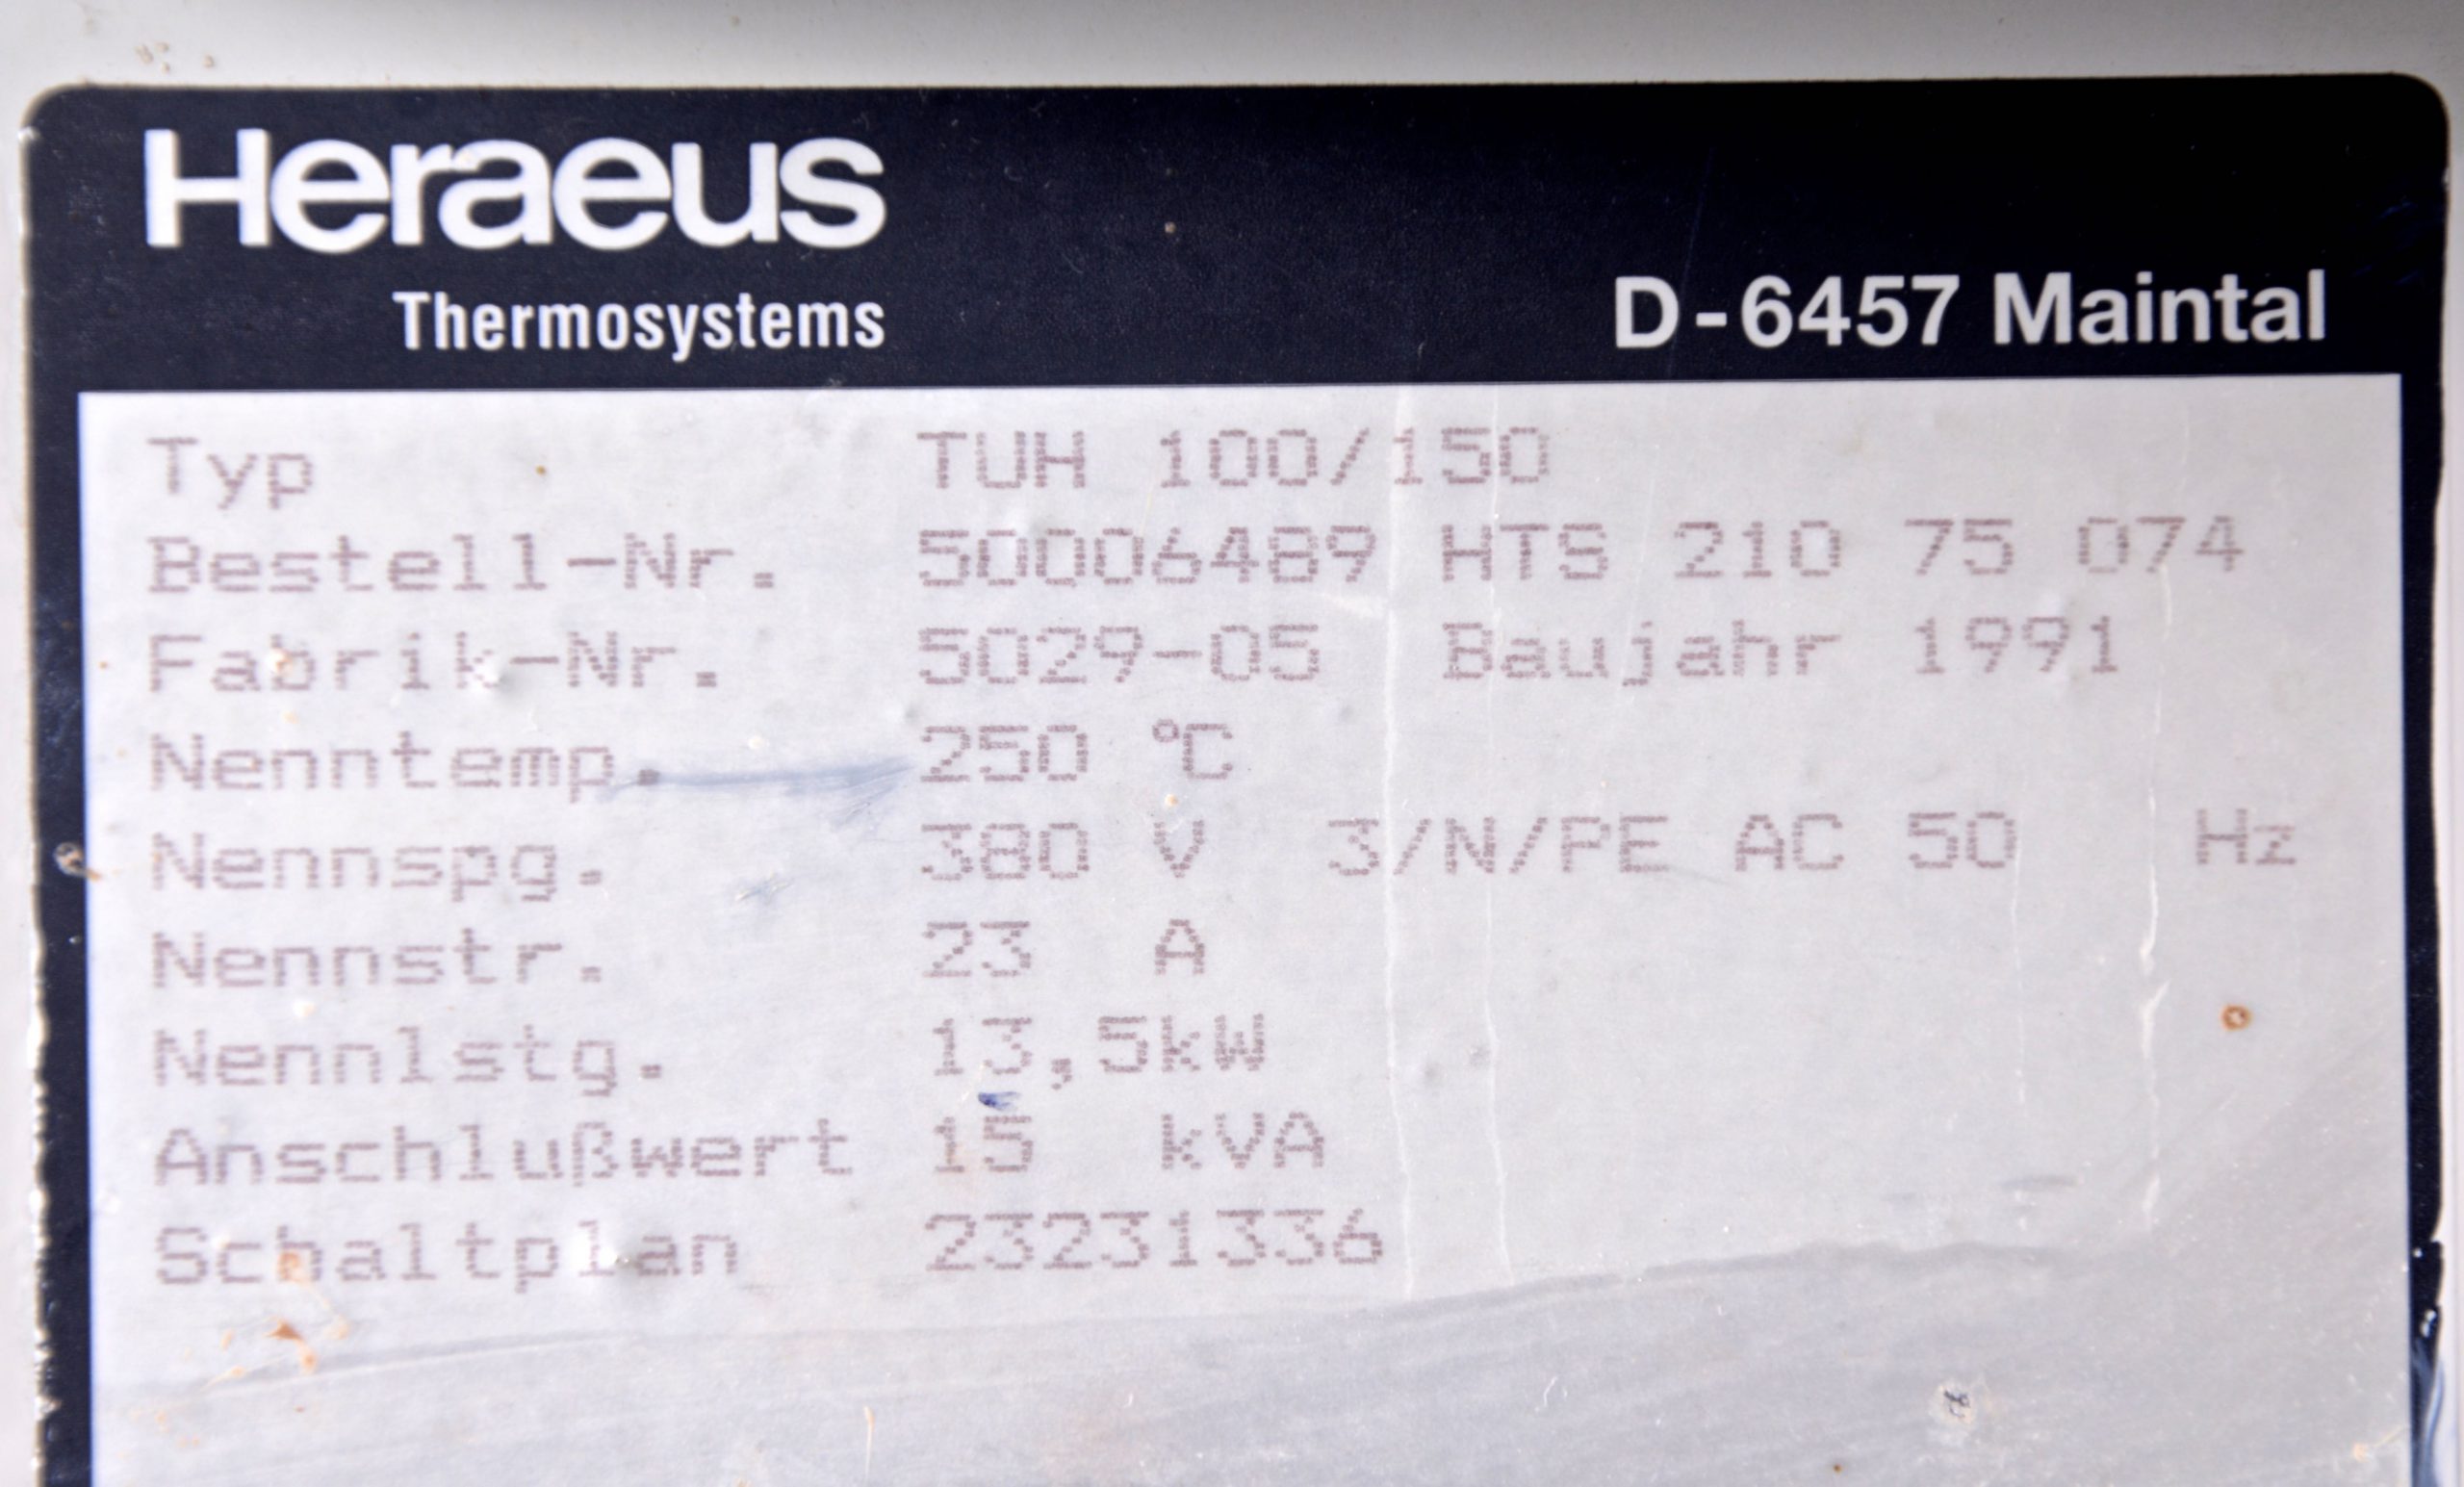 Heraeus
Thermosystems
D-6457 Maintal
Typ TUH 100/150
Bestell-Nr. 50006489 HTS 210 75 074
Fabrik-Nr. 5029-05 Baujahr 1991
Nenntemp. 250 °C
Nennspg. 380 V 3/N/PE AC 50 Hz
Nennstr. 23 A
Nennlstg. 13,5kW
Anschlußwert 15 kVA
Schaltplan 23231336